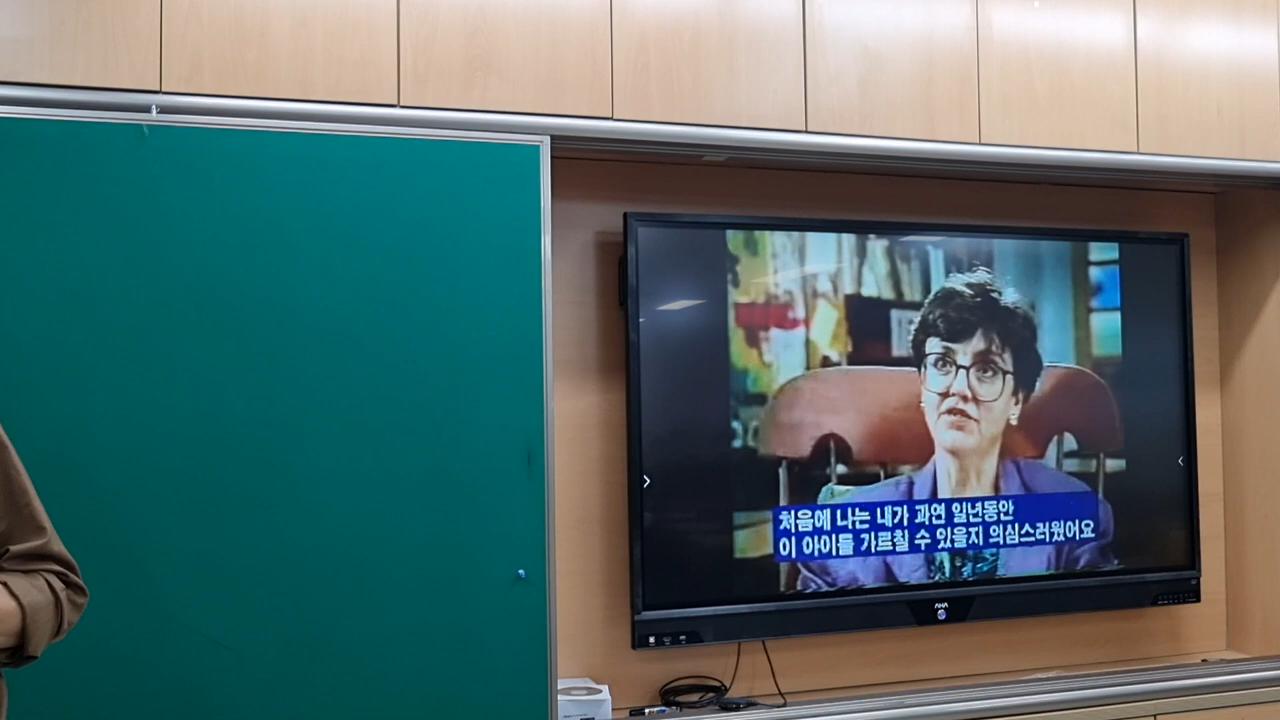 처음에 나는 내가 과연 일년동안
이 아이들 가르칠 수 있을지 의심스러웠어요
AHA